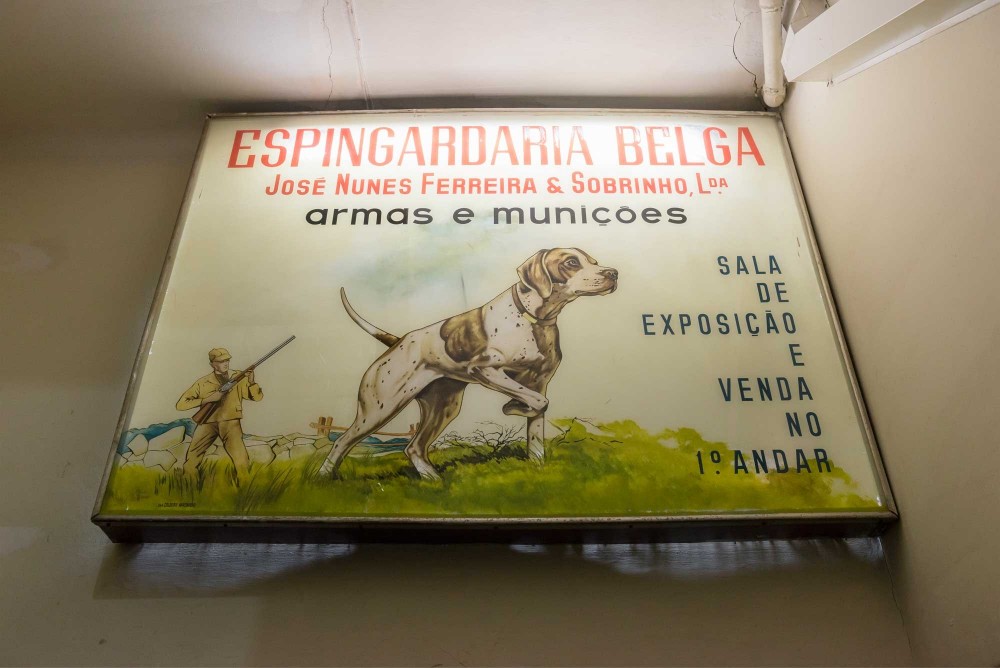 ESPINGARDARIA BELGA
JOSÉ NUNES FERREIRA & SOBRINHO, LDA.
armas e munições
SALA
DE
EXPOSIÇÃO
E
VENDA
NO
1º ANDAR